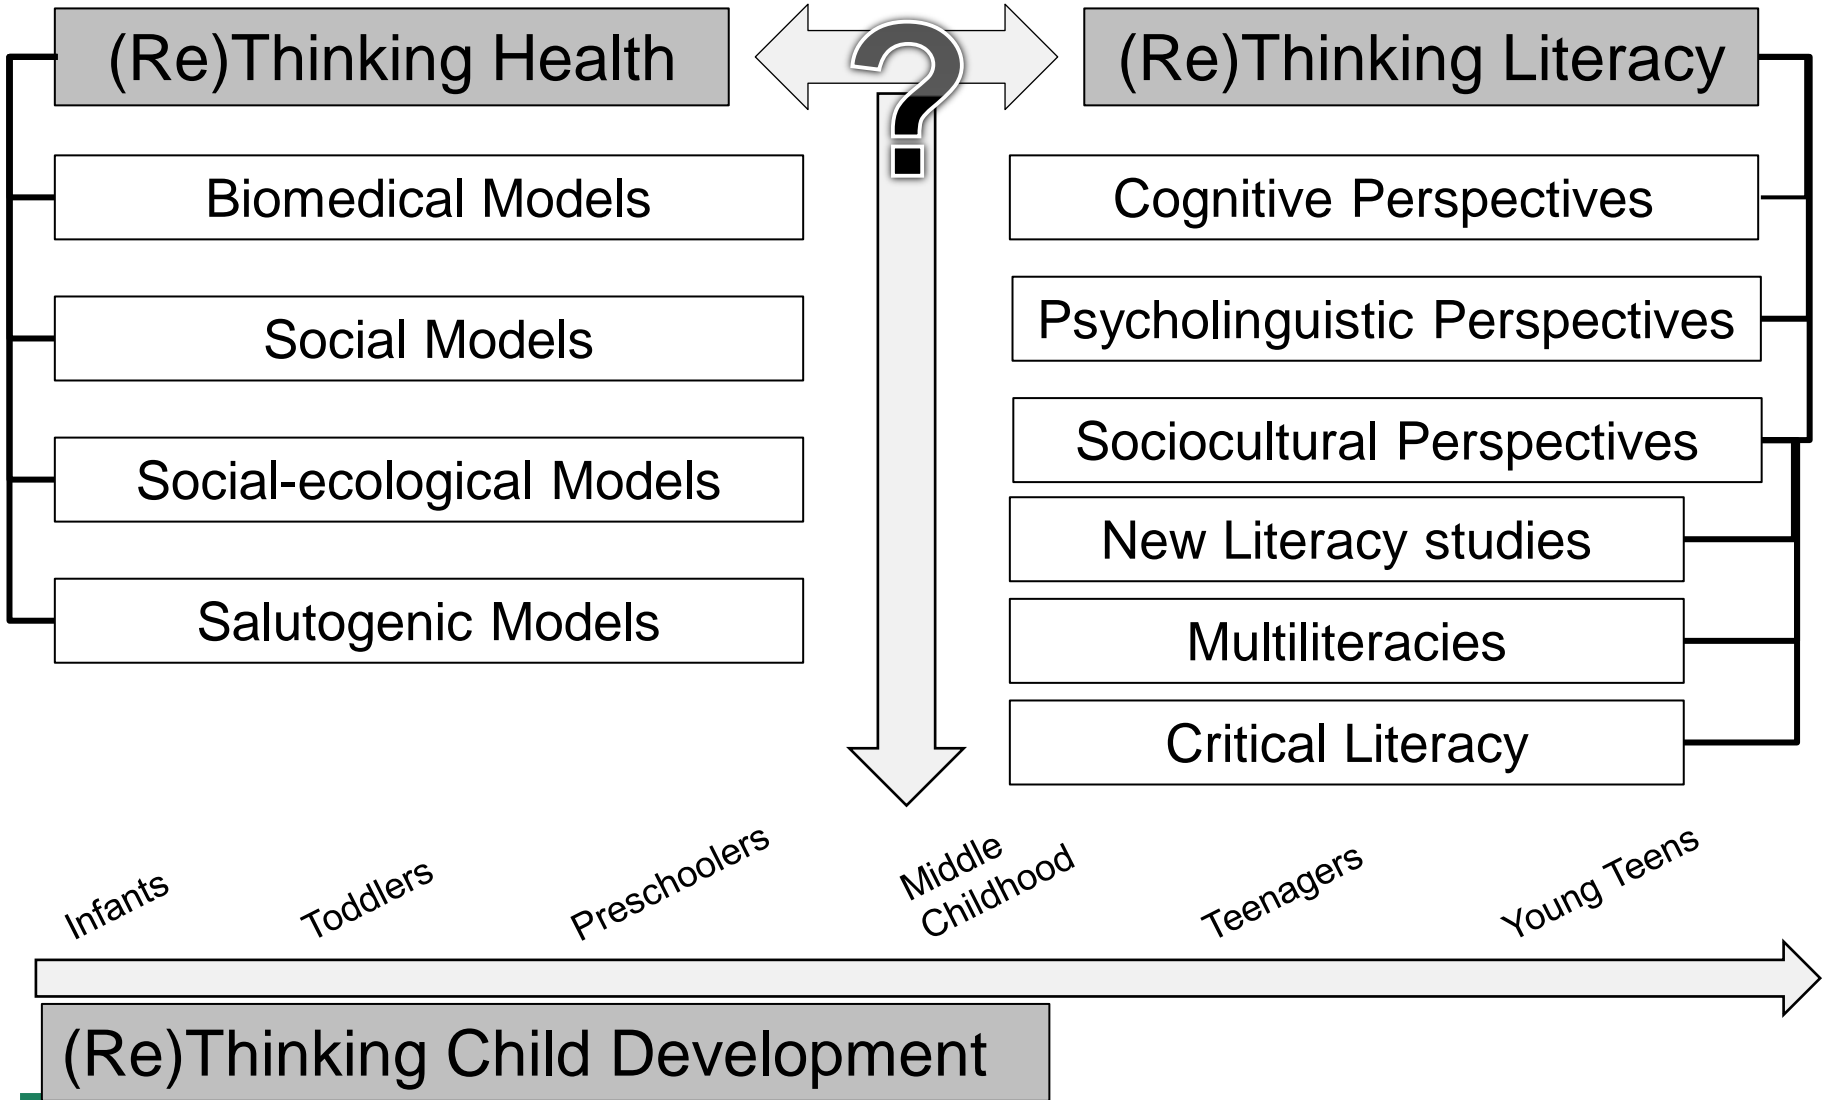 (Re)Thinking Health
?
(Re)Thinking Literacy
Biomedical Models
Social Models
Social-ecological Models
Salutogenic Models
Cognitive Perspectives
Psycholinguistic Perspectives
Sociocultural Perspectives
New Literacy studies
Multiliteracies
Critical Literacy
Infants
Toddlers
Preschoolers
Middle
Childhood
Teenagers
Young Teens
(Re)Thinking Child Development